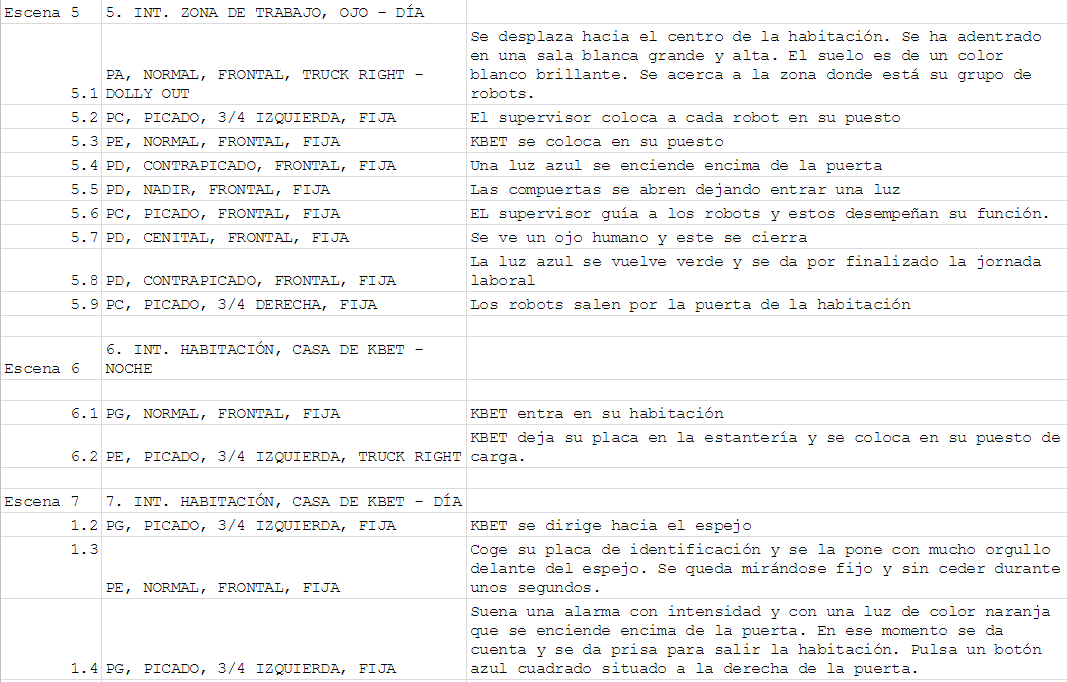 Escena 5 5. INT. ZONA DE TRABAJO, OJO – DÍA
Se desplaza hacia el centro de la habitación. Se ha adentrado
en una sala blanca grande y alta. El suelo es de un color
PA, NORMAL, FRONTAL, TRUCK RIGHT – blanco brillante. Se acerca a la zona donde está su grupo de
5.1 DOLLY OUT robots.
5.2 PC, PICADO, 3/4 IZQUIERDA, FIJA El supervisor coloca a cada robot en su puesto
5.3 PE, NORMAL, FRONTAL, FIJA KBET se coloca en su puesto
5.4 PD, CONTRAPICADO, FRONTAL, FIJA Una luz azul se enciende encima de la puerta
5.5 PD, NADIR, FRONTAL, FIJA Las compuertas se abren dejando entrar una luz
5.6 PC, PICADO, FRONTAL, FIJA EL supervisor guía a los robots y estos desempeñan su función.
5.7 PD, CENITAL, FRONTAL, FIJA Se ve un ojo humano y este se cierra
La luz azul se vuelve verde y se da por finalizado la jornada
5.8 PD, CONTRAPICADO, FRONTAL, FIJA laboral
5.9 PC, PICADO, 3/4 DERECHA, FIJA Los robots salen por la puerta de la habitación
6. INT. HABITACIÓN, CASA DE KBET –
Escena 6 NOCHE
6.1 PG, NORMAL, FRONTAL, FIJA KBET entra en su habitación
KBET deja su placa en la estantería y se coloca en su puesto de
6.2 PE, PICADO, 3/4 IZQUIERDA, TRUCK RIGHT carga.
Escena 7 7. INT. HABITACIÓN, CASA DE KBET – DÍA
1.2 PG, PICADO, 3/4 IZQUIERDA, FIJA KBET se dirige hacia el espejo
1.3 Coge su placa de identificación y se la pone con mucho orgullo
delante del espejo. Se queda mirándose fijo y sin ceder durante
PE, NORMAL, FRONTAL, FIJA unos segundos.
Suena una alarma con intensidad y con una luz de color naranja
que se enciende encima de la puerta. En ese momento se da
cuenta y se da prisa para salir la habitación. Pulsa un botón
1.4 PG, PICADO, 3/4 IZQUIERDA, FIJA azul cuadrado situado a la derecha de la puerta.